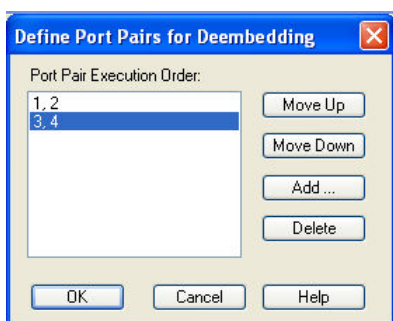 Define Port Pairs for Deembedding
Port Pair Execution Order:
1, 2
3, 4
Move Up
Move Down
Add ...
Delete
OK
Cancel
Help